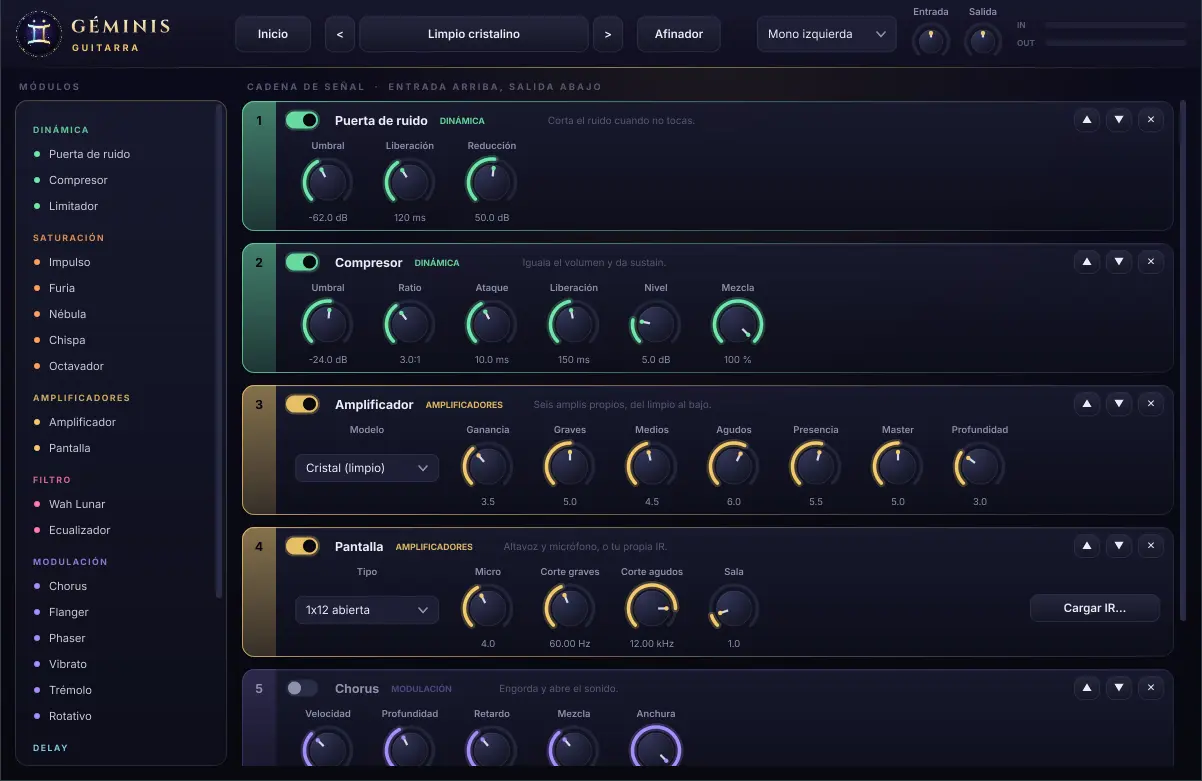 GÉMINIS
GUITARRA
Inicio
<
Limpio cristalino
>
Afinador
Mono izquierda
Entrada
Salida
IN
OUT
MÓDULOS
DINÁMICA
Puerta de ruido
Compresor
Limitador
SATURACIÓN
Impulso
Furia
Nébula
Chispa
Octavador
AMPLIFICADORES
Amplificador
Pantalla
FILTRO
Wah Lunar
Ecualizador
MODULACIÓN
Chorus
Flanger
Phaser
Vibrato
Trémolo
Rotativo
DELAY
CADENA DE SEÑAL · ENTRADA ARRIBA, SALIDA ABAJO
1 Puerta de ruido DINÁMICA Corta el ruido cuando no tocas. ▲ ▼ ✕
Umbral Liberación Reducción
-62.0 dB 120 ms 50.0 dB
2 Compresor DINÁMICA Iguala el volumen y da sustain. ▲ ▼ ✕
Umbral Ratio Ataque Liberación Nivel Mezcla
-24.0 dB 3.0:1 10.0 ms 150 ms 5.0 dB 100 %
3 Amplificador AMPLIFICADORES Seis amplis propios, del limpio al bajo. ▲ ▼ ✕
Modelo Ganancia Graves Medios Agudos Presencia Master Profundidad
Cristal (limpio)
3.5 5.0 4.5 6.0 5.5 5.0 3.0
4 Pantalla AMPLIFICADORES Altavoz y micrófono, o tu propia IR. ▲ ▼ ✕
Tipo Micro Corte graves Corte agudos Sala
1x12 abierta Cargar IR...
4.0 60.00 Hz 12.00 kHz 1.0
5 Chorus MODULACIÓN Engorda y abre el sonido. ▲ ▼ ✕
Velocidad Profundidad Retardo Mezcla Anchura